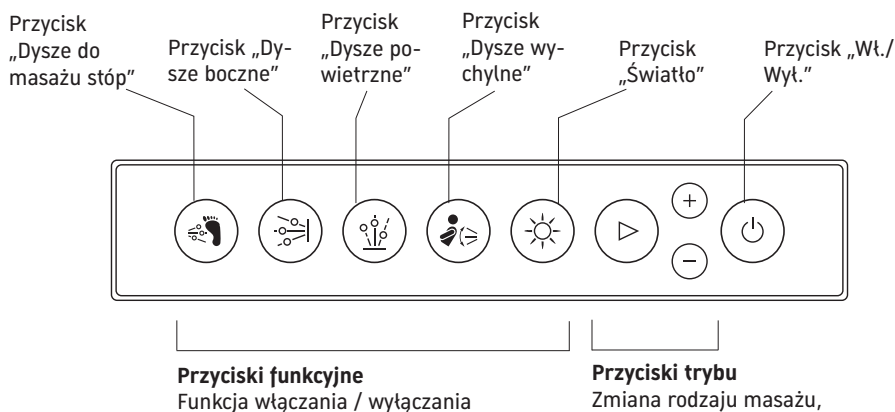 Przycisk
„Dysze do
masażu stóp”
Przycisk „Dy-
sze boczne”
Przycisk
„Dysze po-
wietrzne”
Przycisk
„Dysze wy-
chylne”
Przycisk
„Światło”
Przycisk „Wł./
Wył.”
Przyciski funkcyjne
Funkcja włączania / wyłączania
Przyciski trybu
Zmiana rodzaju masażu,